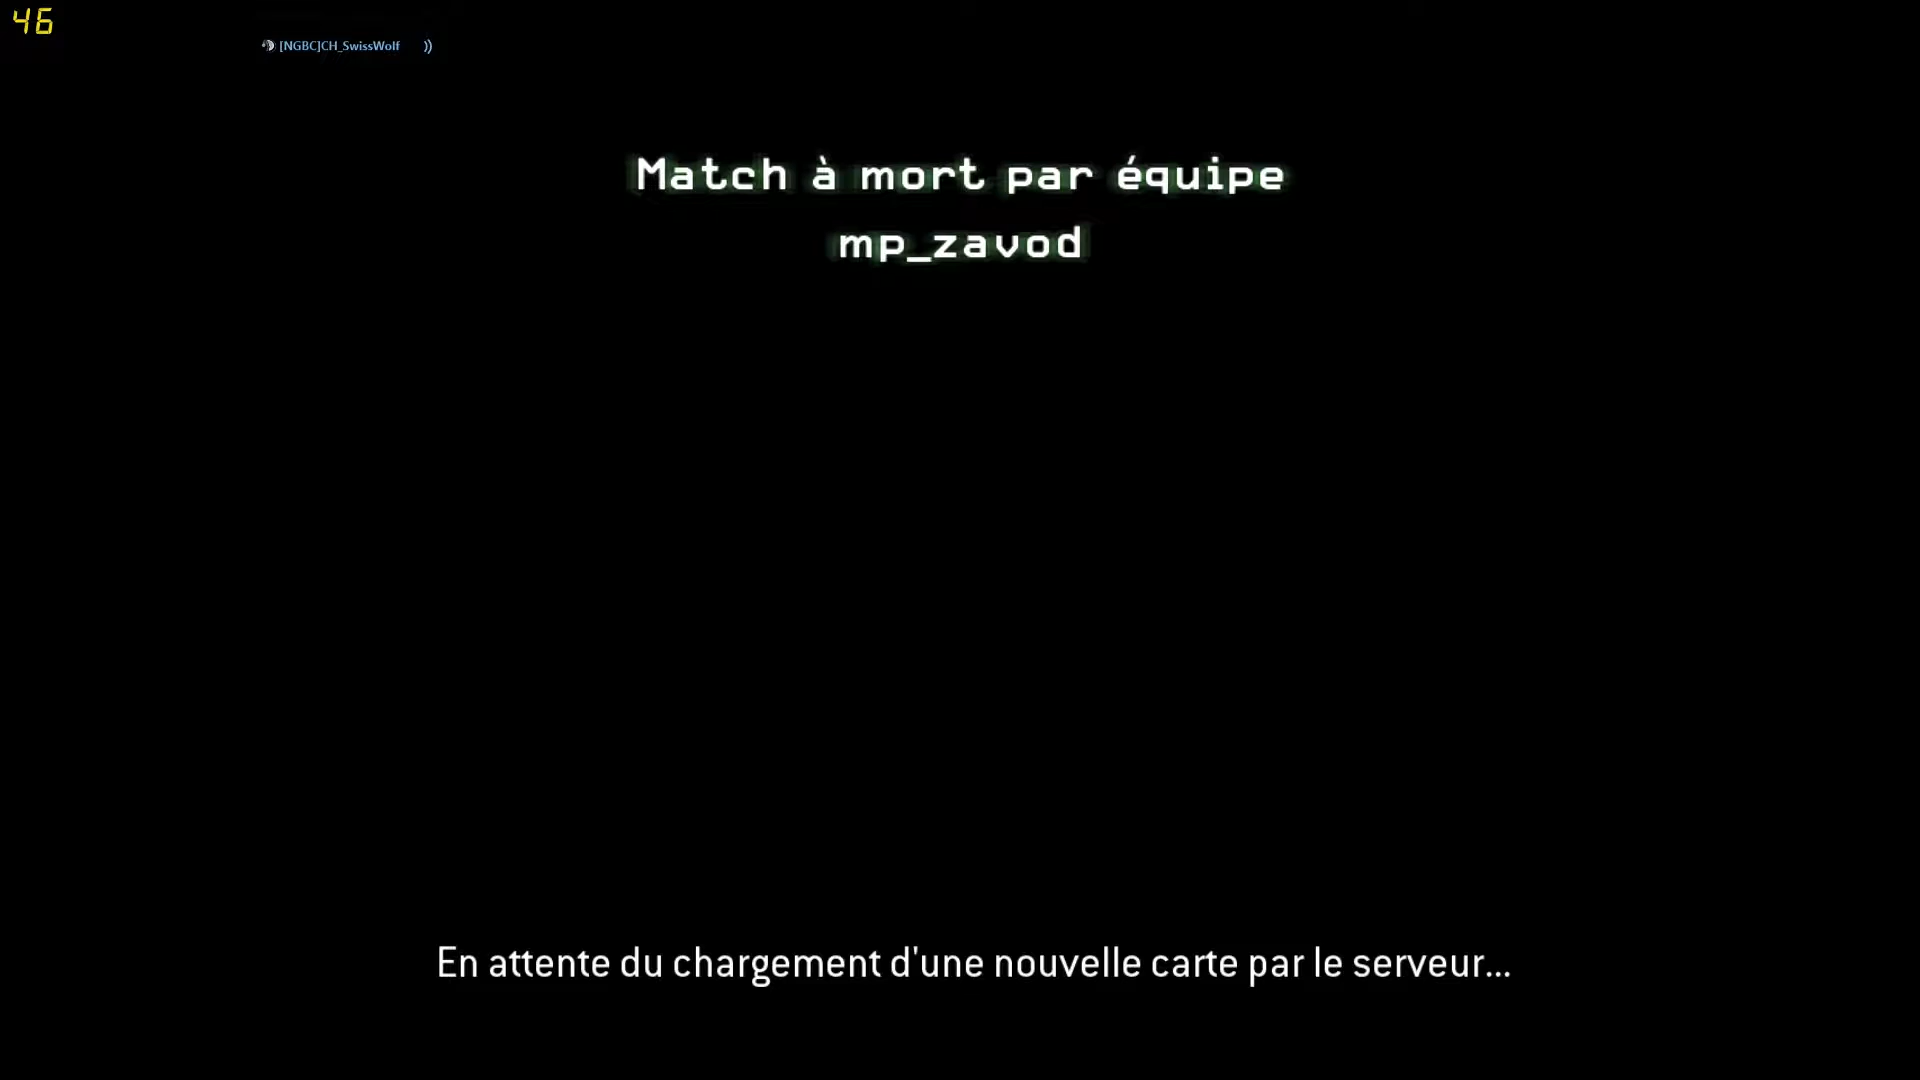 46
[NGBC]CH_SwissWolf
Match à mort par équipe
mp_zavod
En attente du chargement d'une nouvelle carte par le serveur...